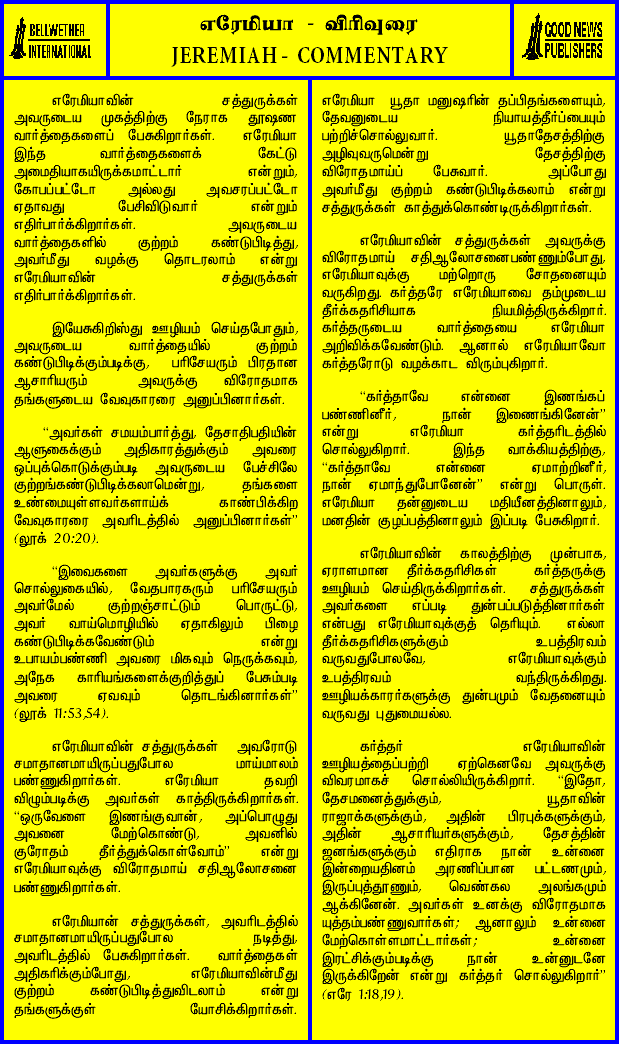 BELLWETHER
INTERNATIONAL
எரேமியா - விரிவுரை
JEREMIAH - COMMENTARY
GOOD NEWS
PUBLISHERS
எரேமியாவின் சத்துருக்கள்
அவருடைய முகத்திற்கு நேராக தூஷண
வார்த்தைகளைப் பேசுகிறார்கள். எரேமியா
இந்த வார்த்தைகளைக் கேட்டு
அமைதியாகயிருக்கமாட்டார் என்றும்,
கோபப்பட்டோ அல்லது அவசரப்பட்டோ
ஏதாவது பேசிவிடுவார் என்றும்
எதிர்பார்க்கிறார்கள். அவருடைய
வார்த்தைகளில் குற்றம் கண்டுபிடித்து,
அவர்மீது வழக்கு தொடரலாம் என்று
எரேமியாவின் சத்துருக்கள்
எதிர்பார்க்கிறார்கள்.
இயேசுகிறிஸ்து ஊழியம் செய்தபோதும்,
அவருடைய வார்த்தையில் குற்றம்
கண்டுபிடிக்கும்படிக்கு, பரிசேயரும் பிரதான
ஆசாரியரும் அவருக்கு விரோதமாக
தங்களுடைய வேவுகாரரை அனுப்பினார்கள்.
“அவர்கள் சமயம்பார்த்து, தேசாதிபதியின்
ஆளுகைக்கும் அதிகாரத்துக்கும் அவரை
ஒப்புக்கொடுக்கும்படி அவருடைய பேச்சிலே
குற்றங்கண்டுபிடிக்கலாமென்று, தங்களை
உண்மையுள்ளவர்களாய்க் காண்பிக்கிற
வேவுகாரரை அவரிடத்தில் அனுப்பினார்கள்”
(லூக் 20:20).
“இவைகளை அவர்களுக்கு அவர்
சொல்லுகையில், வேதபாரகரும் பரிசேயரும்
அவர்மேல் குற்றஞ்சாட்டும் பொருட்டு,
அவர் வாய்மொழியில் ஏதாகிலும் பிழை
கண்டுபிடிக்கவேண்டும் என்று
உபாயம்பண்ணி அவரை மிகவும் நெருக்கவும்,
அநேக காரியங்களைக்குறித்துப் பேசும்படி
அவரை ஏவவும் தொடங்கினார்கள்”
(லூக் 11:53,54).
எரேமியாவின் சத்துருக்கள் அவரோடு
சமாதானமாயிருப்பதுபோல மாய்மாலம்
பண்ணுகிறார்கள். எரேமியா தவறி
விழும்படிக்கு அவர்கள் காத்திருக்கிறார்கள்.
“ஒருவேளை இணங்குவான், அப்பொழுது
அவனை மேற்கொண்டு, அவனில்
குரோதம் தீர்த்துக்கொள்வோம்” என்று
எரேமியாவுக்கு விரோதமாய் சதிஆலோசனை
பண்ணுகிறார்கள்.
எரேமியான் சத்துருக்கள், அவரிடத்தில்
சமாதானமாயிருப்பதுபோல நடித்து,
அவரிடத்தில் பேசுகிறார்கள். வார்த்தைகள்
அதிகரிக்கும்போது, எரேமியாவின்மீது
குற்றம் கண்டுபிடித்துவிடலாம் என்று
தங்களுக்குள் யோசிக்கிறார்கள்.
எரேமியா யூதா மனுஷரின் தப்பிதங்களையும்,
தேவனுடைய நியாயத்தீர்ப்பையும்
பற்றிச்சொல்லுவார். யூதாதேசத்திற்கு
அழிவுவருமென்று தேசத்திற்கு
விரோதமாய்ப் பேசுவார். அப்போது
அவர்மீது குற்றம் கண்டுபிடிக்கலாம் என்று
சத்துருக்கள் காத்துக்கொண்டிருக்கிறார்கள்.
எரேமியாவின் சத்துருக்கள் அவருக்கு
விரோதமாய் சதிஆலோசனைபண்ணும்போது,
எரேமியாவுக்கு மற்றொரு சோதனையும்
வருகிறது. கர்த்தரே எரேமியாவை தம்முடைய
தீர்க்கதரிசியாக நியமித்திருக்கிறார்.
கர்த்தருடைய வார்த்தையை எரேமியா
அறிவிக்கவேண்டும். ஆனால் எரேமியாவோ
கர்த்தரோடு வழக்காட விரும்புகிறார்.
“கர்த்தாவே என்னை இணங்கப்
பண்ணினீர், நான் இணைங்கினேன்”
என்று எரேமியா கர்த்தரிடத்தில்
சொல்லுகிறார். இந்த வாக்கியத்திற்கு,
“கர்த்தாவே என்னை ஏமாற்றினீர்,
நான் ஏமாந்துபோனேன்” என்று பொருள்.
எரேமியா தன்னுடைய மதியீனத்தினாலும்,
மனதின் குழப்பத்தினாலும் இப்படி பேசுகிறார்.
எரேமியாவின் காலத்திற்கு முன்பாக,
ஏராளமான தீர்க்கதரிசிகள் கர்த்தருக்கு
ஊழியம் செய்திருக்கிறார்கள். சத்துருக்கள்
அவர்களை எப்படி துன்பப்படுத்தினார்கள்
என்பது எரேமியாவுக்குத் தெரியும். எல்லா
தீர்க்கதரிசிகளுக்கும் உபத்திரவம்
வருவதுபோலவே, எரேமியாவுக்கும்
உபத்திரவம் வந்திருக்கிறது.
ஊழியக்காரர்களுக்கு துன்பமும் வேதனையும்
வருவது புதுமையல்ல.
கர்த்தர் எரேமியாவின்
ஊழியத்தைப்பற்றி ஏற்கெனவே அவருக்கு
விவரமாகச் சொல்லியிருக்கிறார். “இதோ,
தேசமனைத்துக்கும், யூதாவின்
ராஜாக்களுக்கும், அதின் பிரபுக்களுக்கும்,
அதின் ஆசாரியர்களுக்கும், தேசத்தின்
ஜனங்களுக்கும் எதிராக நான் உன்னை
இன்றையதினம் அரணிப்பான பட்டணமும்,
இருப்புத்தூணும், வெண்கல அலங்கமும்
ஆக்கினேன். அவர்கள் உனக்கு விரோதமாக
யுத்தம்பண்ணுவார்கள்; ஆனாலும் உன்னை
மேற்கொள்ளமாட்டார்கள்; உன்னை
இரட்சிக்கும்படிக்கு நான் உன்னுடனே
இருக்கிறேன் என்று கர்த்தர் சொல்லுகிறார்”
(எரே 1:18,19).